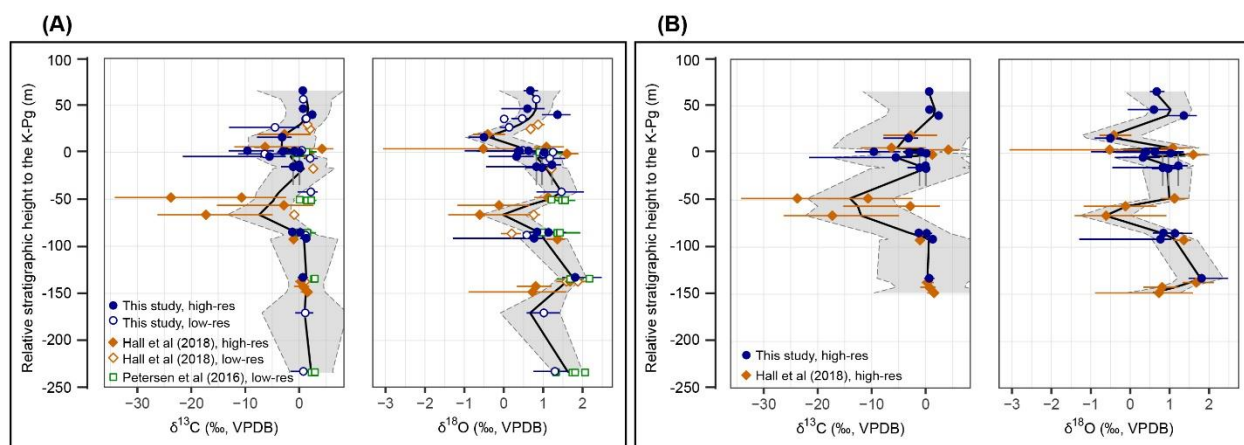 (A)
Relative stratigraphic height to the K-Pg (m)
100
50
0
-50
-100
-150
-200
-250
This study, high-res
This study, low-res
Hall et al (2018), high-res
Hall et al (2018), low-res
Petersen et al (2016), low-res
−30 −20 −10 0
δ¹³C (‰, VPDB)
−3 −2 −1 0 1 2
δ¹⁸O (‰, VPDB)
(B)
Relative stratigraphic height to the K-Pg (m)
100
50
0
-50
-100
-150
-200
-250
This study, high-res
Hall et al (2018), high-res
−30 −20 −10 0
δ¹³C (‰, VPDB)
−3 −2 −1 0 1 2
δ¹⁸O (‰, VPDB)